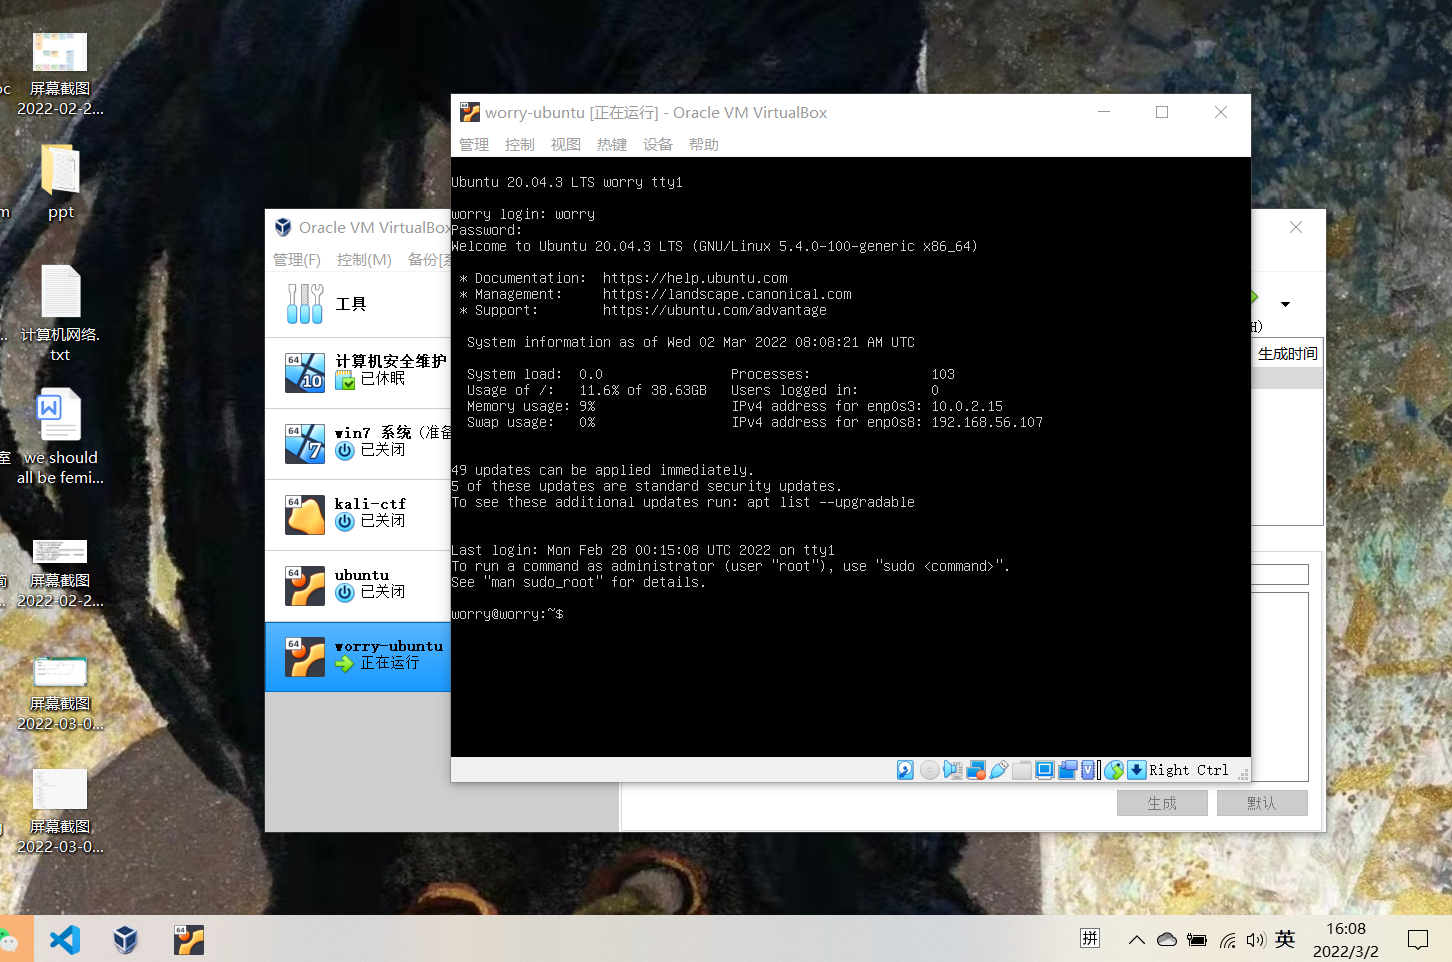 屏幕截图
2022-02-2...
ppt
计算机网络.
txt
we should
all be femi...
屏幕截图
2022-02-2...
屏幕截图
2022-03-0...
屏幕截图
2022-03-0...
Oracle VM VirtualBox
管理(F) 控制(M) 备份[系
工具
64
10
计算机安全维护
已休眠
64
7
win7 系统（准备
已关闭
64
kali-ctf
已关闭
64
ubuntu
已关闭
64
worry-ubuntu
正在运行
H)
生成时间
生成 默认
worry-ubuntu [正在运行] - Oracle VM VirtualBox
管理 控制 视图 热键 设备 帮助
Ubuntu 20.04.3 LTS worry tty1
worry login: worry
Password:
Welcome to Ubuntu 20.04.3 LTS (GNU/Linux 5.4.0-100-generic x86_64)
* Documentation: https://help.ubuntu.com
* Management: https://landscape.canonical.com
* Support: https://ubuntu.com/advantage
System information as of Wed 02 Mar 2022 08:08:21 AM UTC
System load: 0.0 Processes: 103
Usage of /: 11.6% of 38.63GB Users logged in: 0
Memory usage: 9% IPv4 address for enp0s3: 10.0.2.15
Swap usage: 0% IPv4 address for enp0s8: 192.168.56.107
49 updates can be applied immediately.
5 of these updates are standard security updates.
To see these additional updates run: apt list --upgradable
Last login: Mon Feb 28 00:15:08 UTC 2022 on tty1
To run a command as administrator (user "root"), use "sudo <command>".
See "man sudo_root" for details.
worry@worry:~$
Right Ctrl
64
拼
英
16:08
2022/3/2